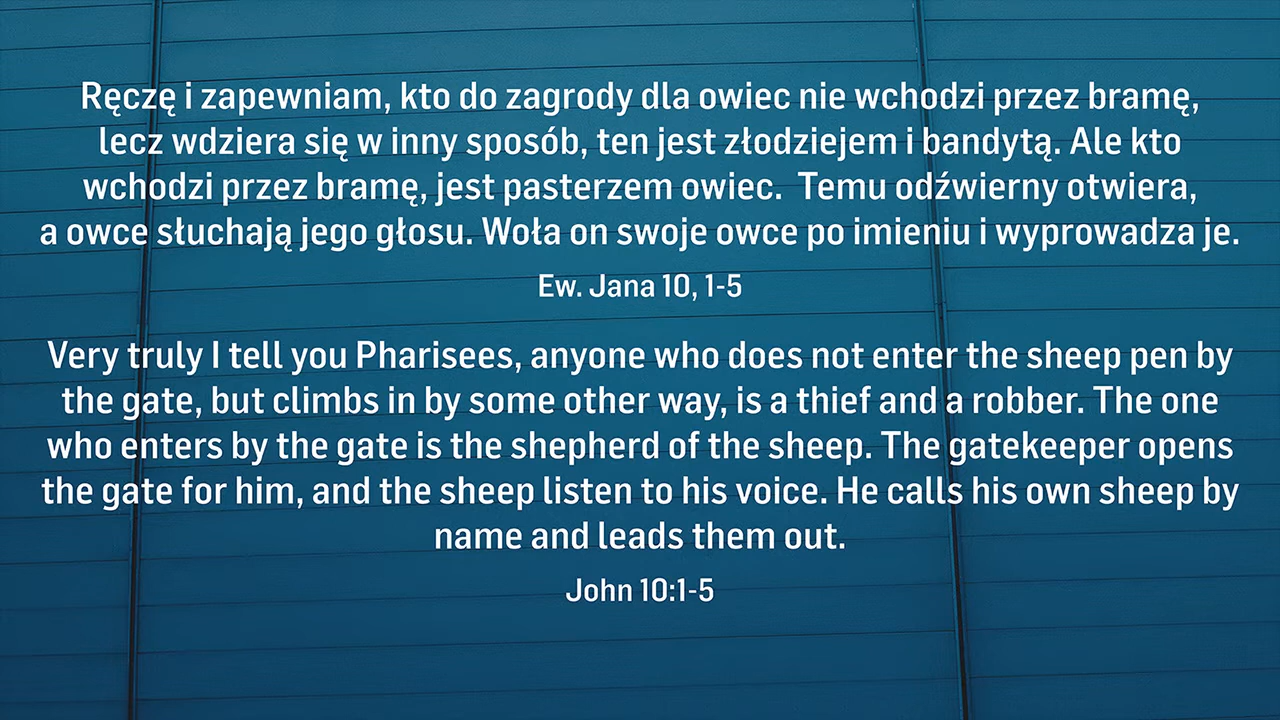 Ręczę i zapewniam, kto do zagrody dla owiec nie wchodzi przez bramę,
lecz wdziera się w inny sposób, ten jest złodziejem i bandytą. Ale kto
wchodzi przez bramę, jest pasterzem owiec.  Temu odźwierny otwiera,
a owce słuchają jego głosu. Woła on swoje owce po imieniu i wyprowadza je.
Ew. Jana 10, 1-5
Very truly I tell you Pharisees, anyone who does not enter the sheep pen by
the gate, but climbs in by some other way, is a thief and a robber. The one
who enters by the gate is the shepherd of the sheep. The gatekeeper opens
the gate for him, and the sheep listen to his voice. He calls his own sheep by
name and leads them out.
John 10:1-5